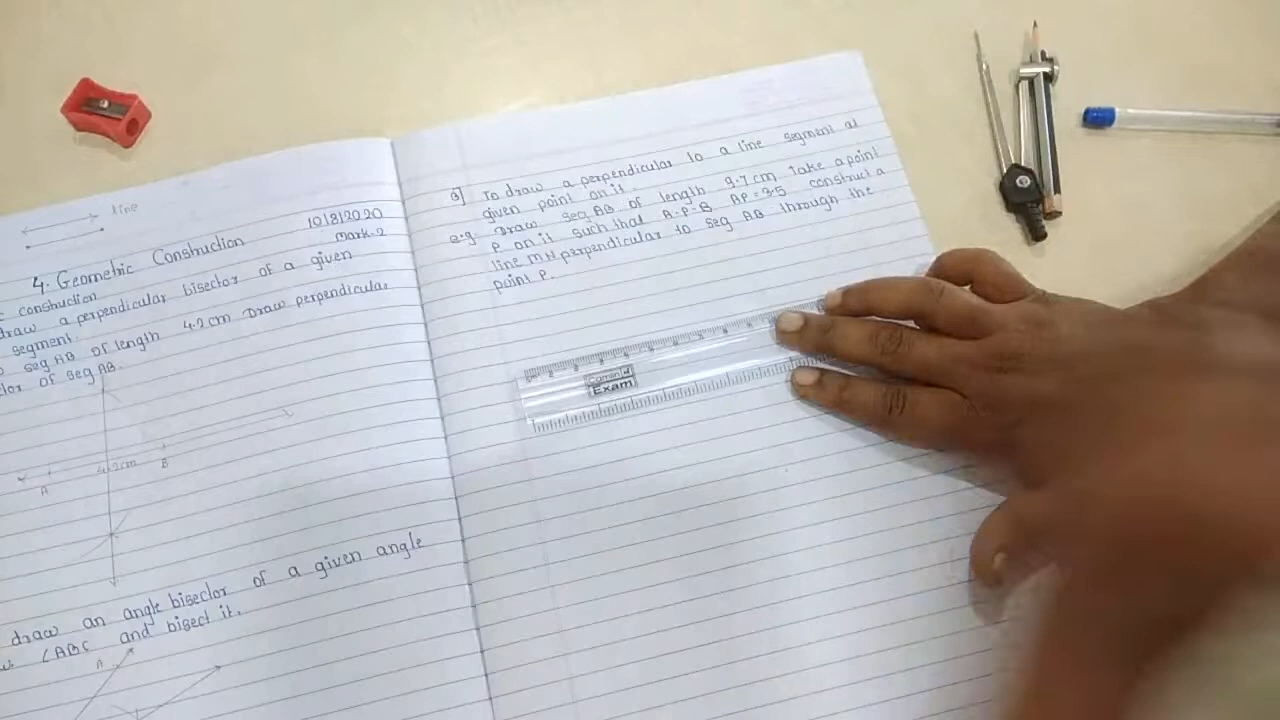 line
10/8/2020
4. Geometric Construction
Mark-2
construction
draw a perpendicular bisector of a given
segment.
seg AB of length 4.2cm Draw perpendicular
of seg AB.
A 4.2cm B
draw an angle bisector of a given angle
∠ABC and bisect it.
A
3] To draw a perpendicular to a line segment at
given point on it.
e.g Draw seg AB of length 9.7cm take a point
P on it such that A-P-B AP=3.5 construct a
line MN perpendicular to seg AB through the
point P.
Exam